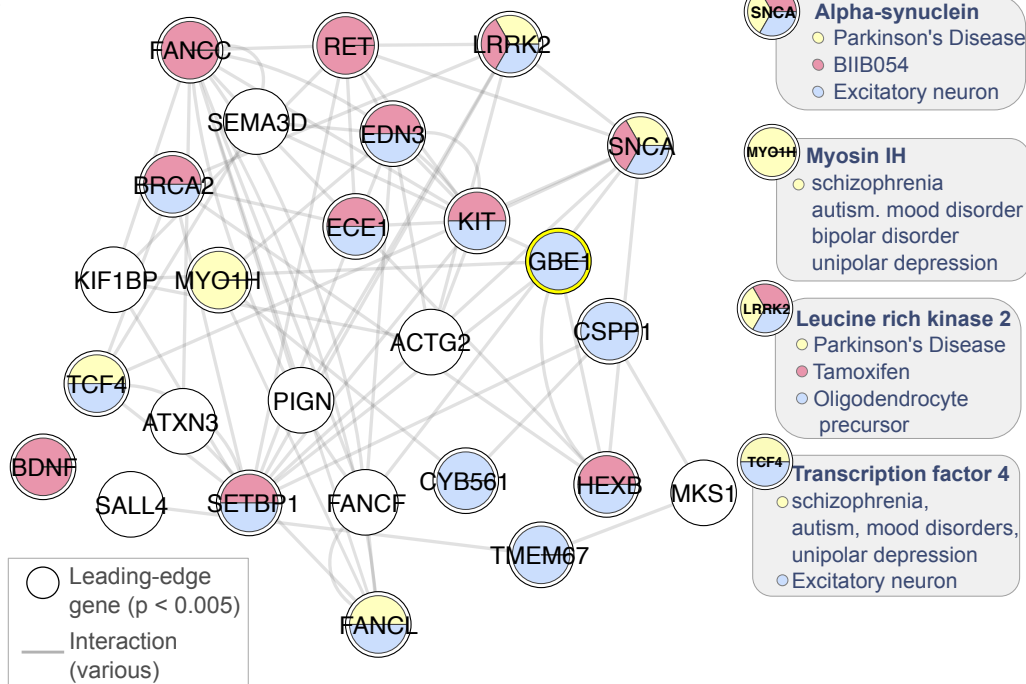 FANCC
RET
LRRK2
SEMA3D
EDN3
SNCA
BRCA2
ECE1
KIT
GBE1
KIF1BP
MYO1H
ACTG2
CSPP1
TCF4
PIGN
ATXN3
BDNF
SALL4
SETBP1
FANCF
CYB561
HEXB
MKS1
TMEM67
FANCL
Leading-edge
gene (p < 0.005)
Interaction
(various)
SNCA
Alpha-synuclein
Parkinson's Disease
BIIB054
Excitatory neuron
MYO1H
Myosin IH
schizophrenia
autism. mood disorder
bipolar disorder
unipolar depression
LRRK2
Leucine rich kinase 2
Parkinson's Disease
Tamoxifen
Oligodendrocyte
precursor
TCF4
Transcription factor 4
schizophrenia,
autism, mood disorders,
unipolar depression
Excitatory neuron